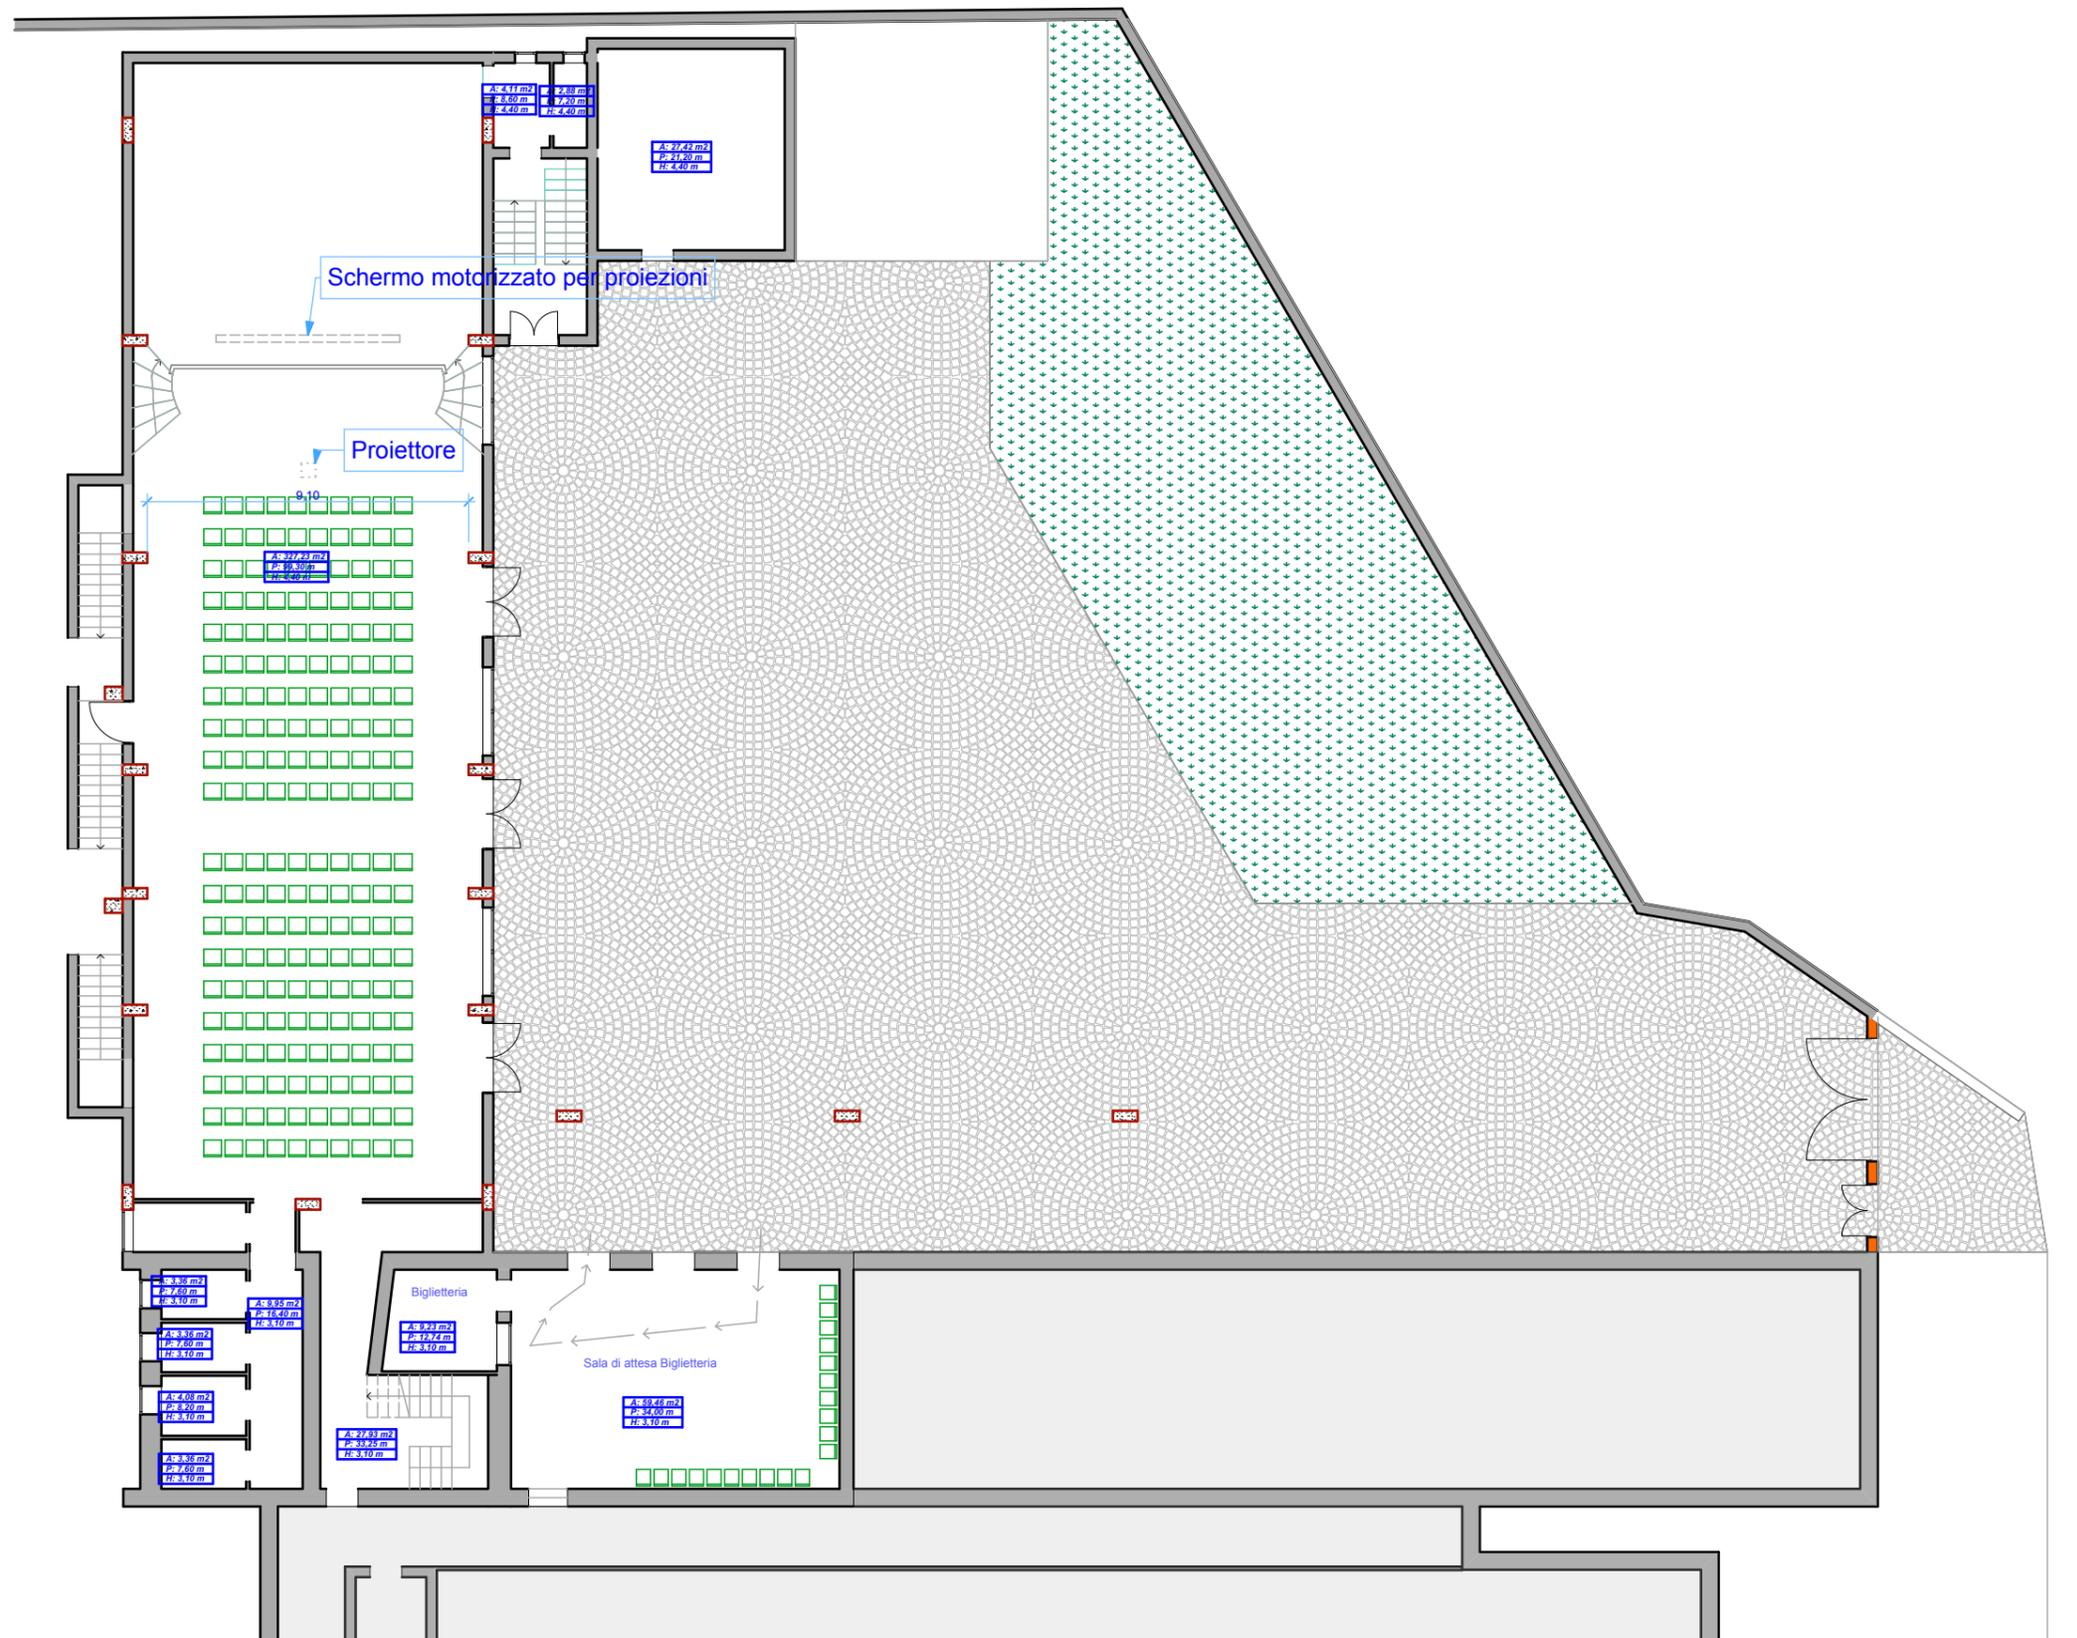 A: 4,11 m2
P: 8,60 m
H: 4,40 m
A: 2,88 m2
P: 7,20 m
H: 4,40 m
A: 27,42 m2
P: 21,20 m
H: 4,40 m
Schermo motorizzato per proiezioni
Proiettore
9,10
A: 327,23 m2
P: 99,30 m
H: 4,40 m
A: 3,36 m2
P: 7,60 m
H: 3,10 m
A: 9,95 m2
P: 16,40 m
H: 3,10 m
Biglietteria
A: 9,23 m2
P: 12,74 m
H: 3,10 m
A: 3,36 m2
P: 7,60 m
H: 3,10 m
Sala di attesa Biglietteria
A: 4,08 m2
P: 8,20 m
H: 3,10 m
A: 59,46 m2
P: 34,00 m
H: 3,10 m
A: 27,93 m2
P: 33,25 m
H: 3,10 m
A: 3,36 m2
P: 7,60 m
H: 3,10 m